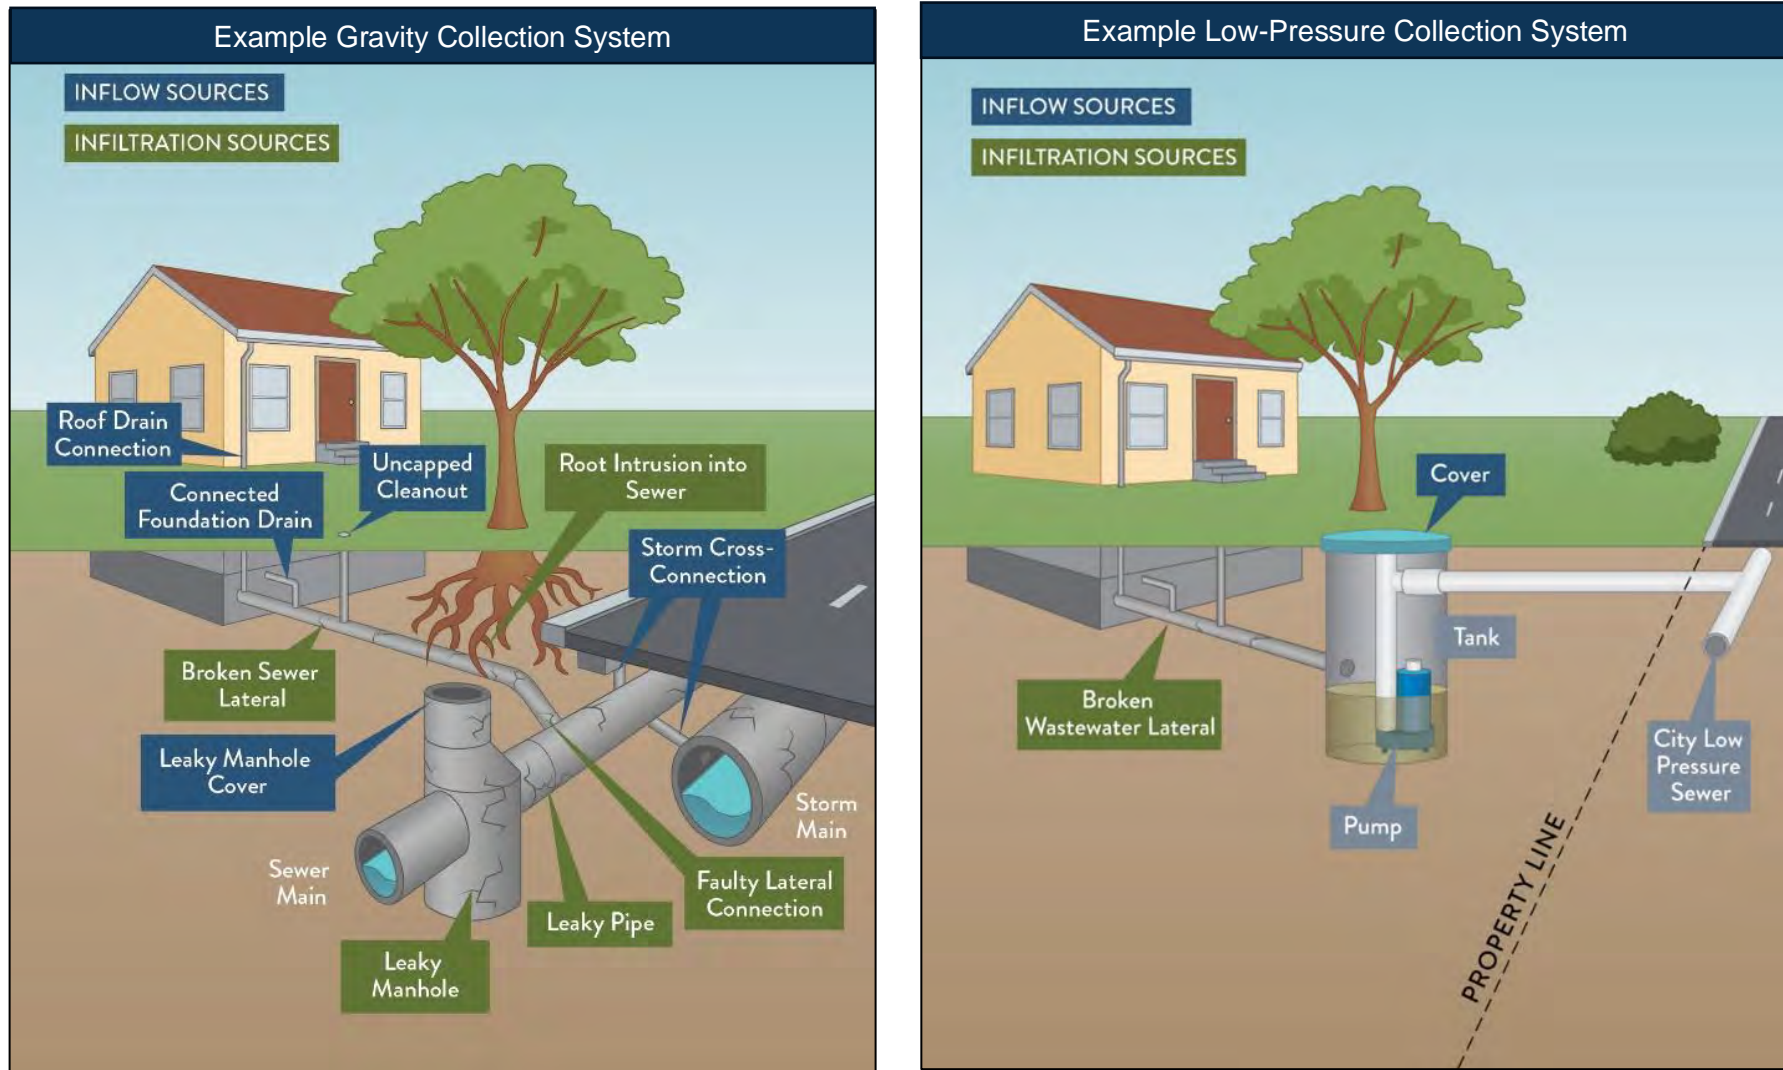 Example Gravity Collection System
INFLOW SOURCES
INFILTRATION SOURCES
Roof Drain
Connection
Connected
Foundation Drain
Uncapped
Cleanout
Root Intrusion into
Sewer
Storm Cross-
Connection
Broken Sewer
Lateral
Leaky Manhole
Cover
Sewer
Main
Storm
Main
Faulty Lateral
Connection
Leaky Pipe
Leaky
Manhole
Example Low-Pressure Collection System
INFLOW SOURCES
INFILTRATION SOURCES
Cover
Tank
Broken
Wastewater Lateral
City Low
Pressure
Sewer
Pump
PROPERTY LINE